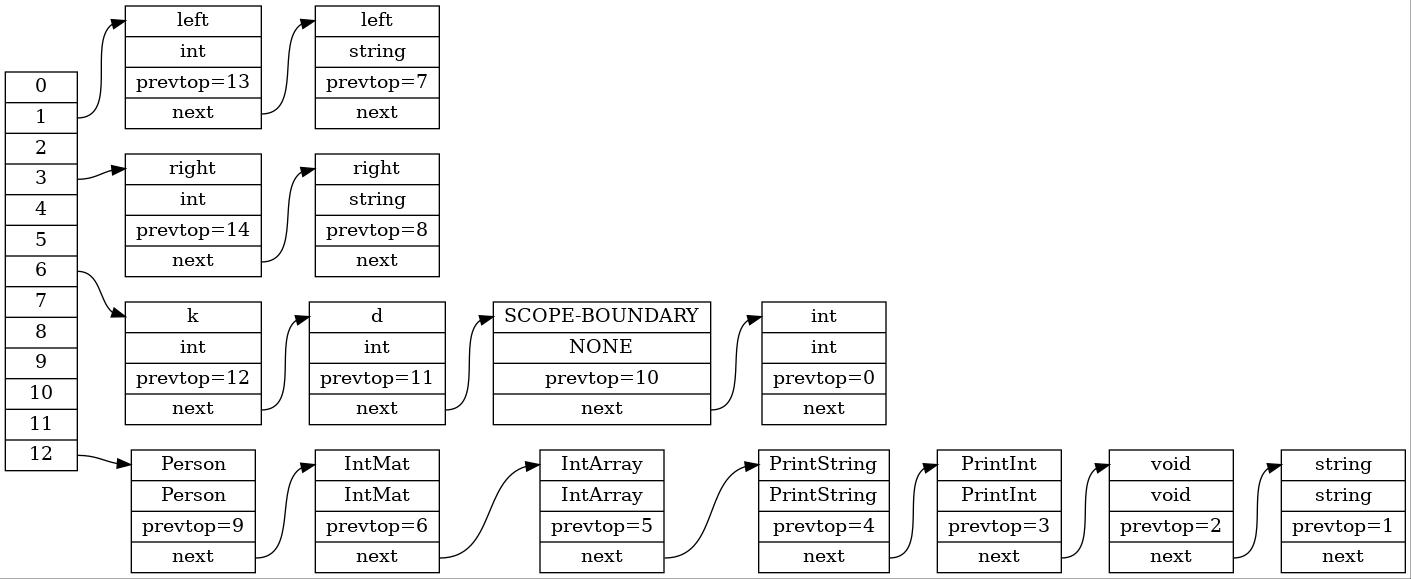 0
1
2
3
4
5
6
7
8
9
10
11
12
left
int
prevtop=13
next
left
string
prevtop=7
next
right
int
prevtop=14
next
right
string
prevtop=8
next
k
int
prevtop=12
next
d
int
prevtop=11
next
SCOPE-BOUNDARY
NONE
prevtop=10
next
int
int
prevtop=0
next
Person
Person
prevtop=9
next
IntMat
IntMat
prevtop=6
next
IntArray
IntArray
prevtop=5
next
PrintString
PrintString
prevtop=4
next
PrintInt
PrintInt
prevtop=3
next
void
void
prevtop=2
next
string
string
prevtop=1
next